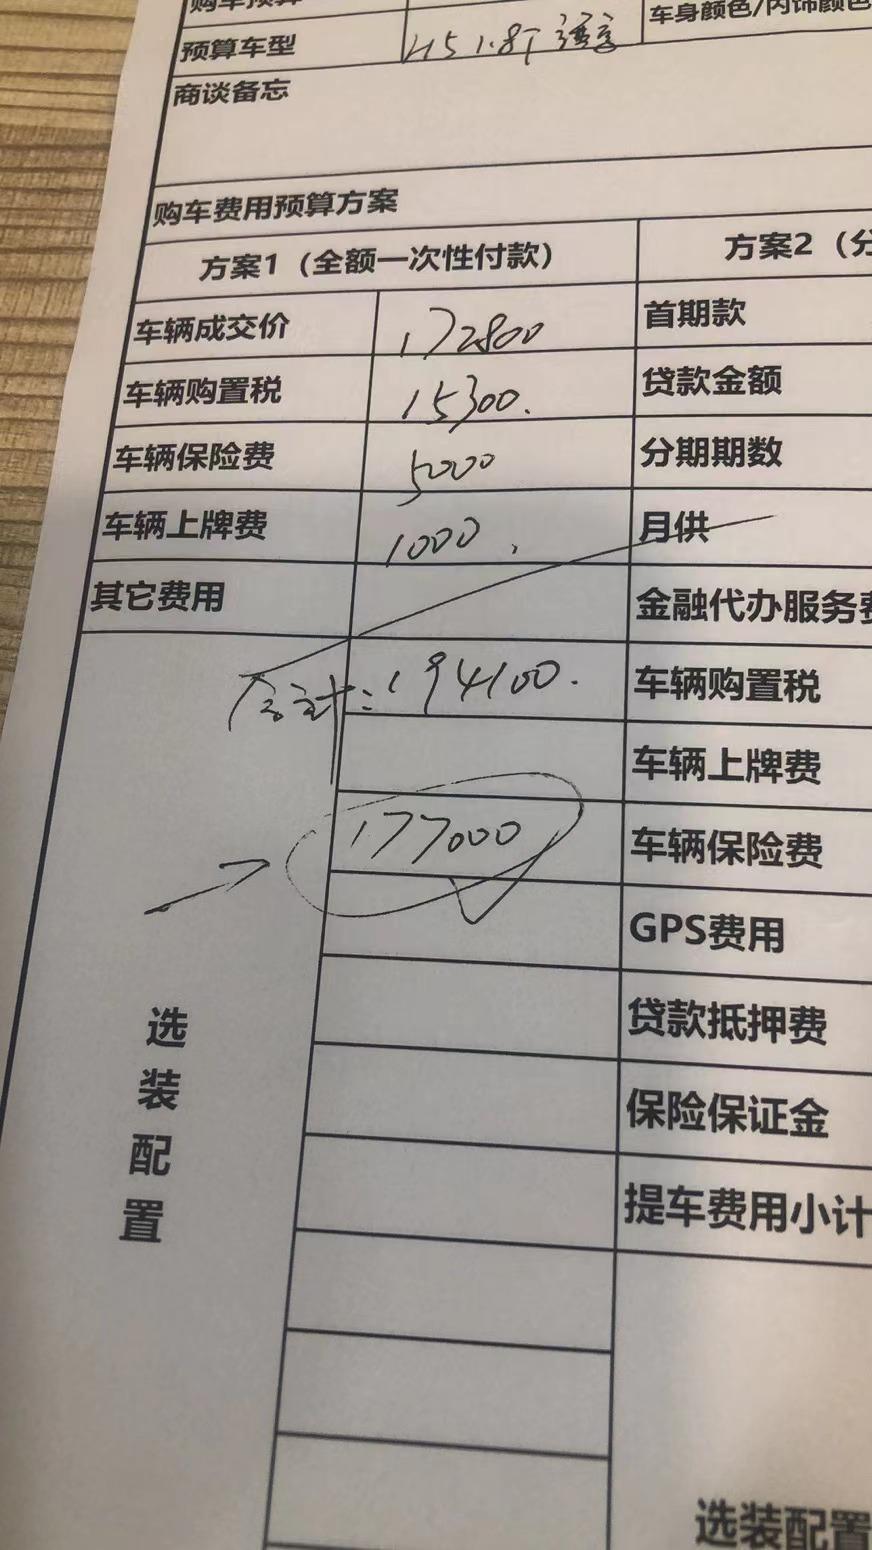 购车预算
车身颜色/内饰颜色
预算车型 H5 1.8T
商谈备忘
购车费用预算方案
方案1（全额一次性付款） 方案2（分
车辆成交价 172800 首期款
车辆购置税 15300. 贷款金额
车辆保险费 5000 分期期数
车辆上牌费 1000. 月供
其它费用 金融代办服务费
合计：194100. 车辆购置税
车辆上牌费
177000 车辆保险费
GPS费用
贷款抵押费
保险保证金
提车费用小计
选装配置
选装配置